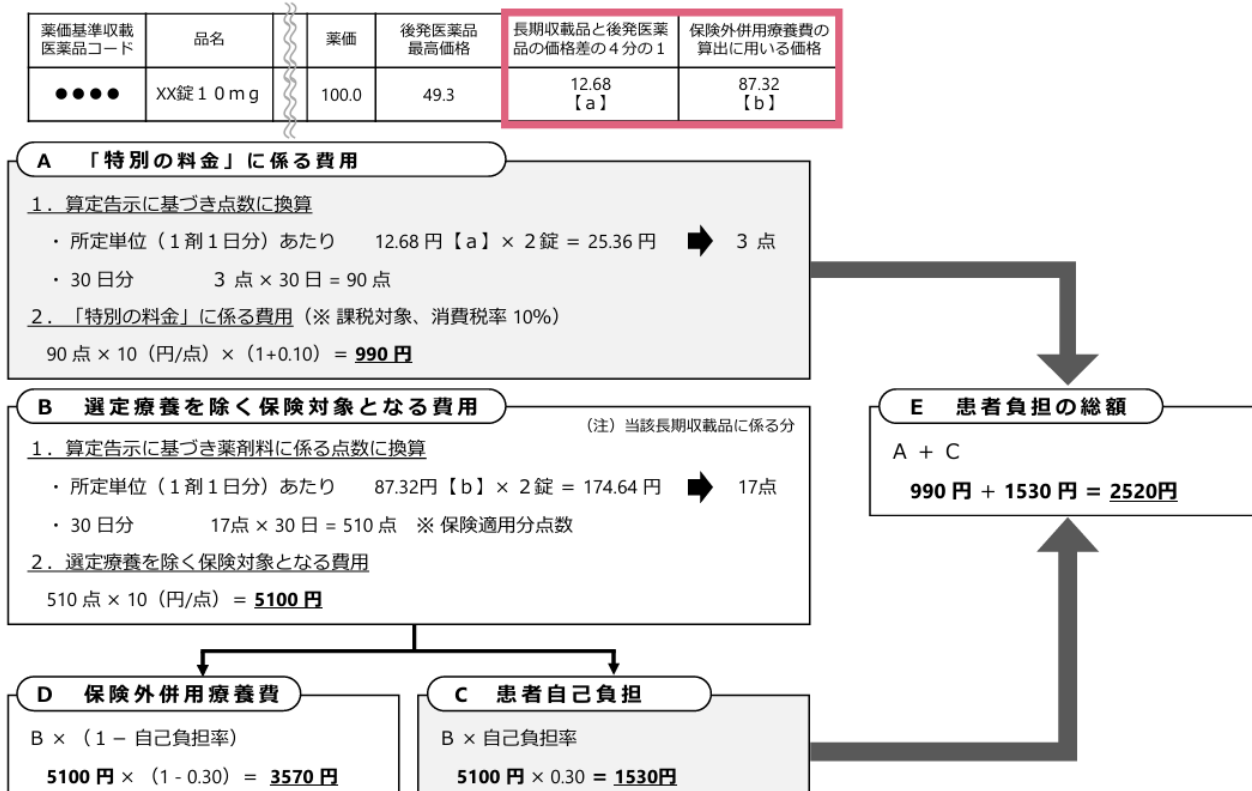 薬価基準収載医薬品コード 品名 薬価 後発医薬品最高価格 長期収載品と後発医薬品の価格差の4分の1 保険外併用療養費の算出に用いる価格
●●●● XX錠10mg 100.0 49.3 12.68【a】 87.32【b】
A 「特別の料金」に係る費用
1.算定告示に基づき点数に換算
・所定単位(1剤1日分)あたり 12.68 円【a】× 2錠 = 25.36 円 ➡ 3 点
・30 日分 3 点 × 30 日 = 90 点
2.「特別の料金」に係る費用(※ 課税対象、消費税率 10%)
90 点 × 10(円/点)×(1+0.10)= 990 円
B 選定療養を除く保険対象となる費用
(注)当該長期収載品に係る分
1.算定告示に基づき薬剤料に係る点数に換算
・所定単位(1剤1日分)あたり 87.32円【b】× 2錠 = 174.64 円 ➡ 17点
・30 日分 17点 × 30 日 = 510 点 ※ 保険適用分点数
2.選定療養を除く保険対象となる費用
510 点 × 10(円/点)= 5100 円
D 保険外併用療養費
B ×(1 − 自己負担率)
5100 円 ×(1 - 0.30)= 3570 円
C 患者自己負担
B × 自己負担率
5100 円 × 0.30 = 1530円
E 患者負担の総額
A + C
990 円 + 1530 円 = 2520円